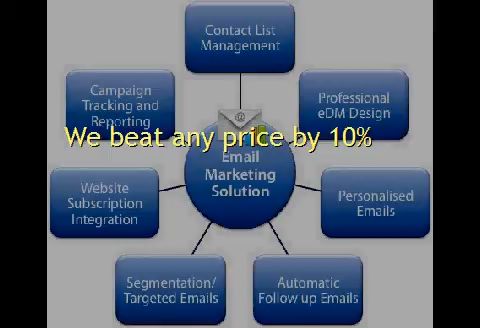 Contact List
Management
Campaign
Tracking and
Reporting
Professional
eDM Design
We beat any price by 10%
@
Email
Marketing
Solution
Website
Subscription
Integration
Personalised
Emails
Segmentation/
Targeted Emails
Automatic
Follow up Emails